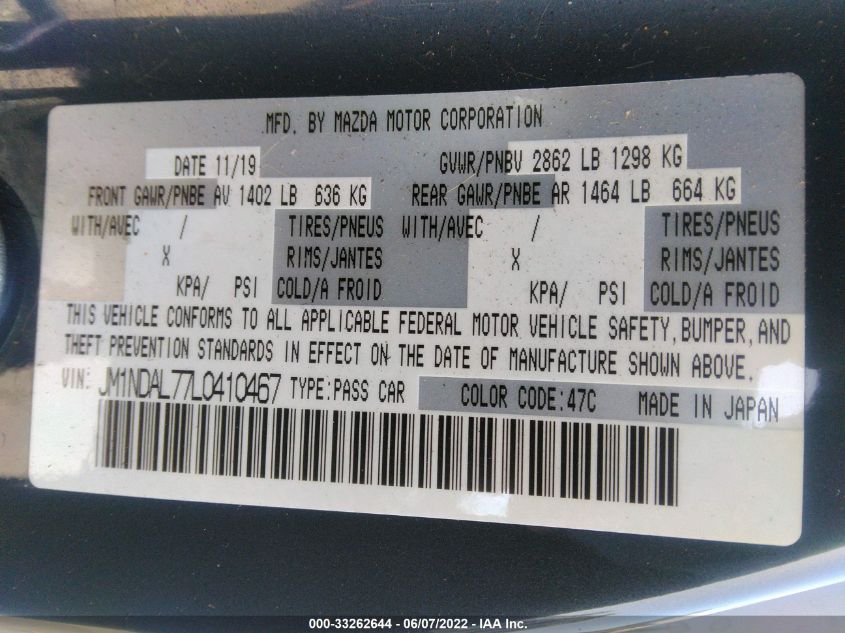 MFD. BY MAZDA MOTOR CORPORATION
DATE 11/19 GVWR/PNBV 2862 LB 1298 KG
FRONT GAWR/PNBE AV 1402 LB 636 KG REAR GAWR/PNBE AR 1464 LB 664 KG
WITH/AVEC / TIRES/PNEUS WITH/AVEC / TIRES/PNEUS
X RIMS/JANTES X RIMS/JANTES
KPA/ PSI COLD/A FROID KPA/ PSI COLD/A FROID
THIS VEHICLE CONFORMS TO ALL APPLICABLE FEDERAL MOTOR VEHICLE SAFETY, BUMPER, AND
THEFT PREVENTION STANDARDS IN EFFECT ON THE DATE OF MANUFACTURE SHOWN ABOVE.
VIN: JM1NDAL77L0410467 TYPE:PASS CAR COLOR CODE:47C MADE IN JAPAN
000-33262644 - 06/07/2022 - IAA Inc.